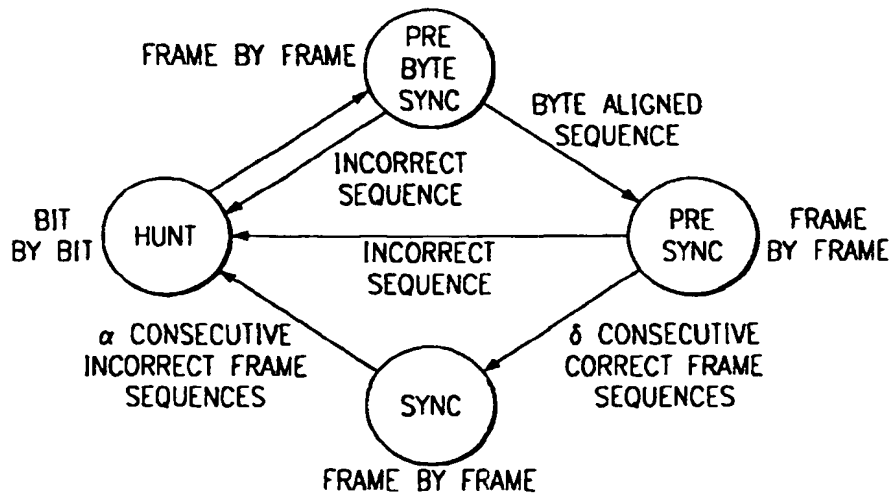 FRAME BY FRAME
PRE
BYTE
SYNC
BYTE ALIGNED
SEQUENCE
INCORRECT
SEQUENCE
BIT
BY BIT
HUNT
PRE
SYNC
FRAME
BY FRAME
INCORRECT
SEQUENCE
α CONSECUTIVE
INCORRECT FRAME
SEQUENCES
δ CONSECUTIVE
CORRECT FRAME
SEQUENCES
SYNC
FRAME BY FRAME